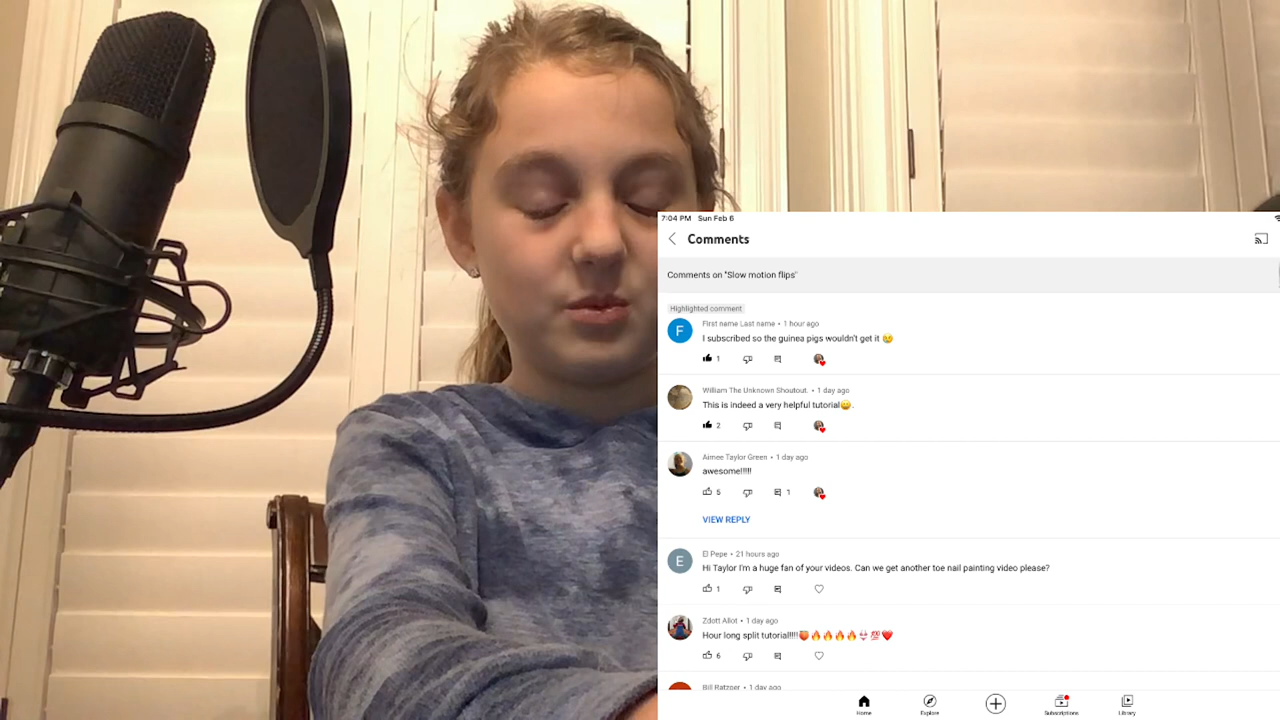 7:04 PM Sun Feb 6
Comments
Comments on "Slow motion flips"
Highlighted comment
F
First name Last name • 1 hour ago
I subscribed so the guinea pigs wouldn't get it 😢
1
William The Unknown Shoutout. • 1 day ago
This is indeed a very helpful tutorial😀.
2
Aimee Taylor Green • 1 day ago
awesome!!!!!
5 1
VIEW REPLY
E
El Pepe • 21 hours ago
Hi Taylor I'm a huge fan of your videos. Can we get another toe nail painting video please?
1
Zdott Allot • 1 day ago
Hour long split tutorial!!!!🍑🔥🔥🔥🔥👙💯❤️
6
Bill Ratzoer • 1 day ago
Home Explore Subscriptions Library